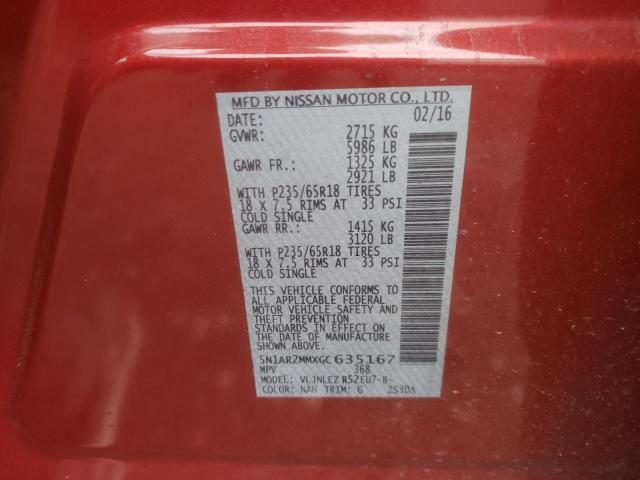 MFD BY NISSAN MOTOR CO., LTD.
DATE: 02/16
GVWR: 2715 KG
5986 LB
GAWR FR.: 1325 KG
2921 LB
WITH P235/65R18 TIRES
18 X 7.5 RIMS AT 33 PSI
COLD SINGLE
GAWR RR.: 1415 KG
3120 LB
WITH P235/65R18 TIRES
18 X 7.5 RIMS AT 33 PSI
COLD SINGLE
THIS VEHICLE CONFORMS TO
ALL APPLICABLE FEDERAL
MOTOR VEHICLE SAFETY AND
THEFT PREVENTION
STANDARDS IN EFFECT ON
THE DATE OF MANUFACTURE
SHOWN ABOVE.
5N1AR2MMXGC635167
MPV 368
MODEL: VLJNLEZ R52EU7-B-
COLOR: NAH TRIM: G 2S3DA